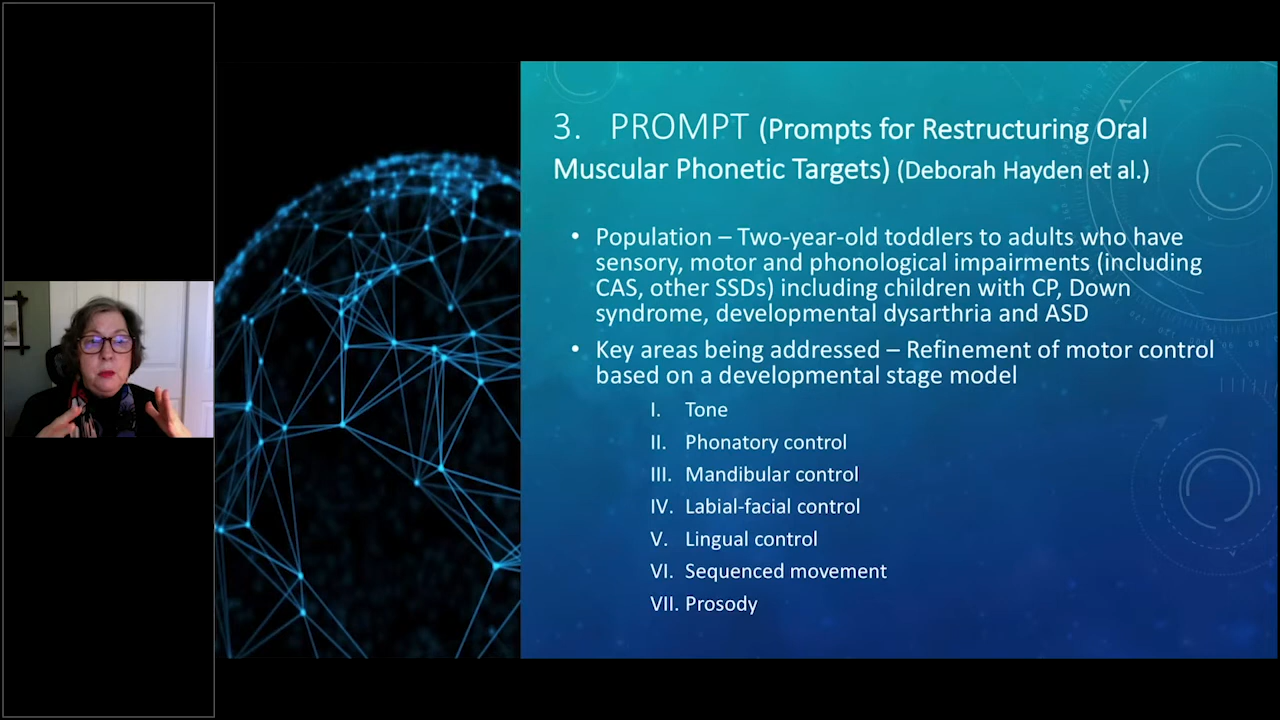 3. PROMPT (Prompts for Restructuring Oral
Muscular Phonetic Targets) (Deborah Hayden et al.)
• Population – Two-year-old toddlers to adults who have
sensory, motor and phonological impairments (including
CAS, other SSDs) including children with CP, Down
syndrome, developmental dysarthria and ASD
• Key areas being addressed – Refinement of motor control
based on a developmental stage model
I. Tone
II. Phonatory control
III. Mandibular control
IV. Labial-facial control
V. Lingual control
VI. Sequenced movement
VII. Prosody